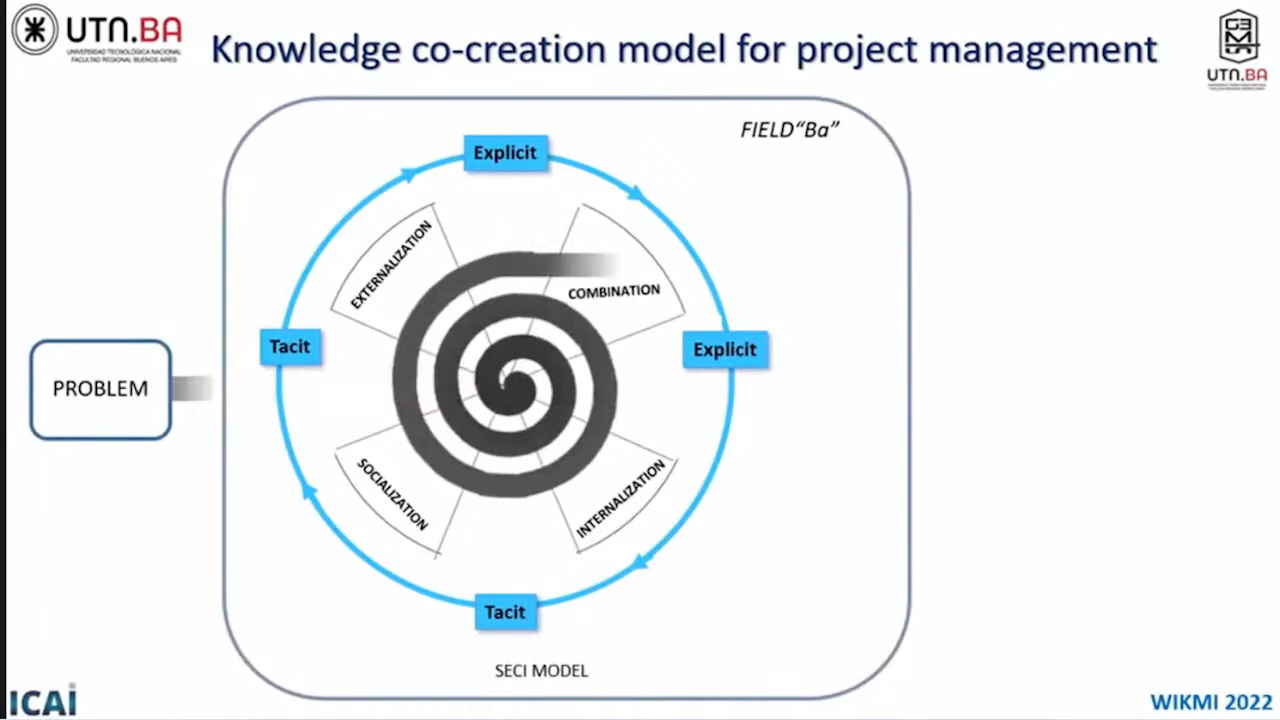 UTN.BA
UNIVERSIDAD TECNOLÓGICA NACIONAL
FACULTAD REGIONAL BUENOS AIRES
Knowledge co-creation model for project management
UTN.BA
FIELD"Ba"
Explicit
EXTERNALIZATION
COMBINATION
Tacit
Explicit
PROBLEM
SOCIALIZATION
INTERNALIZATION
Tacit
SECI MODEL
ICAI
WIKMI 2022